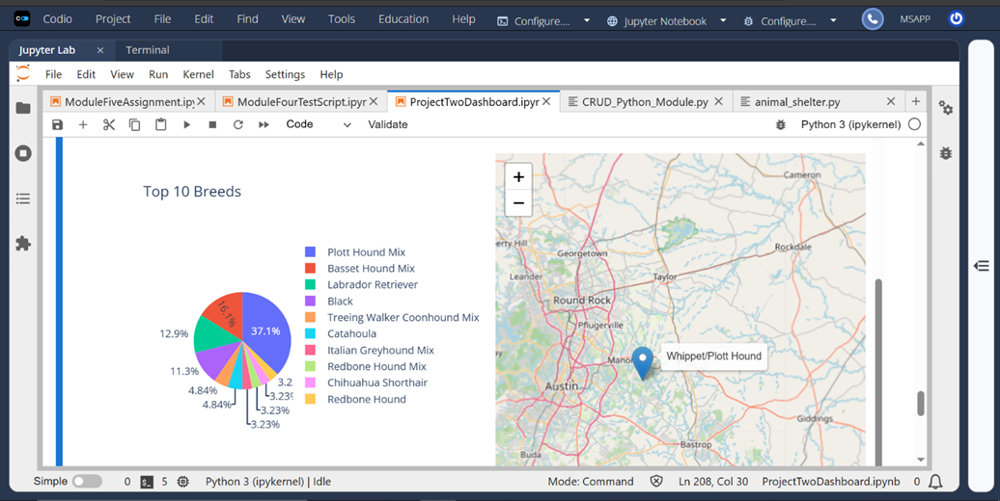 Codio Project File Edit Find View Tools Education Help Configure.... Jupyter Notebook Configure.... MSAPP
Jupyter Lab Terminal
File Edit View Run Kernel Tabs Settings Help
ModuleFiveAssignment.ipy ModuleFourTestScript.ipyr ProjectTwoDashboard.ipyr CRUD_Python_Module.py animal_shelter.py
Code Validate Python 3 (ipykernel)
Top 10 Breeds
Plott Hound Mix
Basset Hound Mix
Labrador Retriever
Black
Treeing Walker Coonhound Mix
Catahoula
Italian Greyhound Mix
Redbone Hound Mix
Chihuahua Shorthair
Redbone Hound
37.1%
16.1%
12.9%
11.3%
4.84%
4.84%
3.23%
3.23%
3.23%
3.2
+
−
Cameron
erty Hill
Georgetown
Rockdale
Leander
Taylor
Round Rock
Pflugerville
Manor
Whippet/Plott Hound
Austin
Giddings
Bastrop
Buda
Simple 0 5 Python 3 (ipykernel) | Idle Mode: Command Ln 208, Col 30 ProjectTwoDashboard.ipynb 0